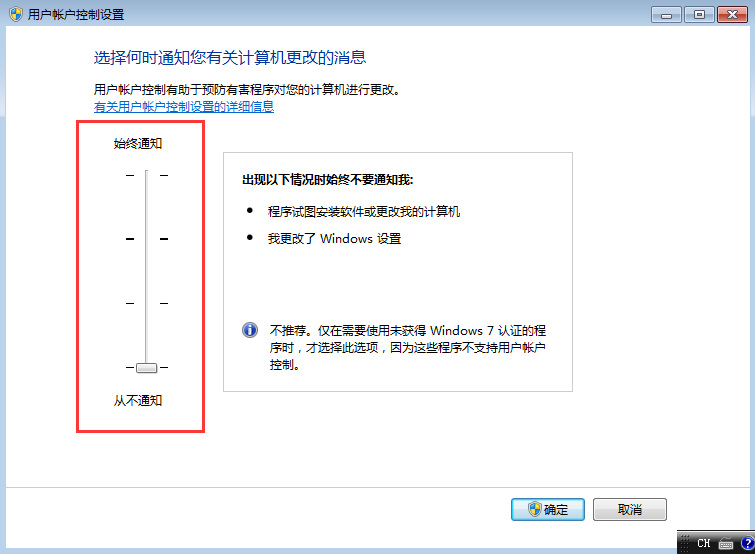 用户帐户控制设置
选择何时通知您有关计算机更改的消息
用户帐户控制有助于预防有害程序对您的计算机进行更改。
有关用户帐户控制设置的详细信息
始终通知
出现以下情况时始终不要通知我:
程序试图安装软件或更改我的计算机
我更改了 Windows 设置
不推荐。仅在需要使用未获得 Windows 7 认证的程
序时，才选择此选项，因为这些程序不支持用户帐户
控制。
从不通知
确定
取消
CH